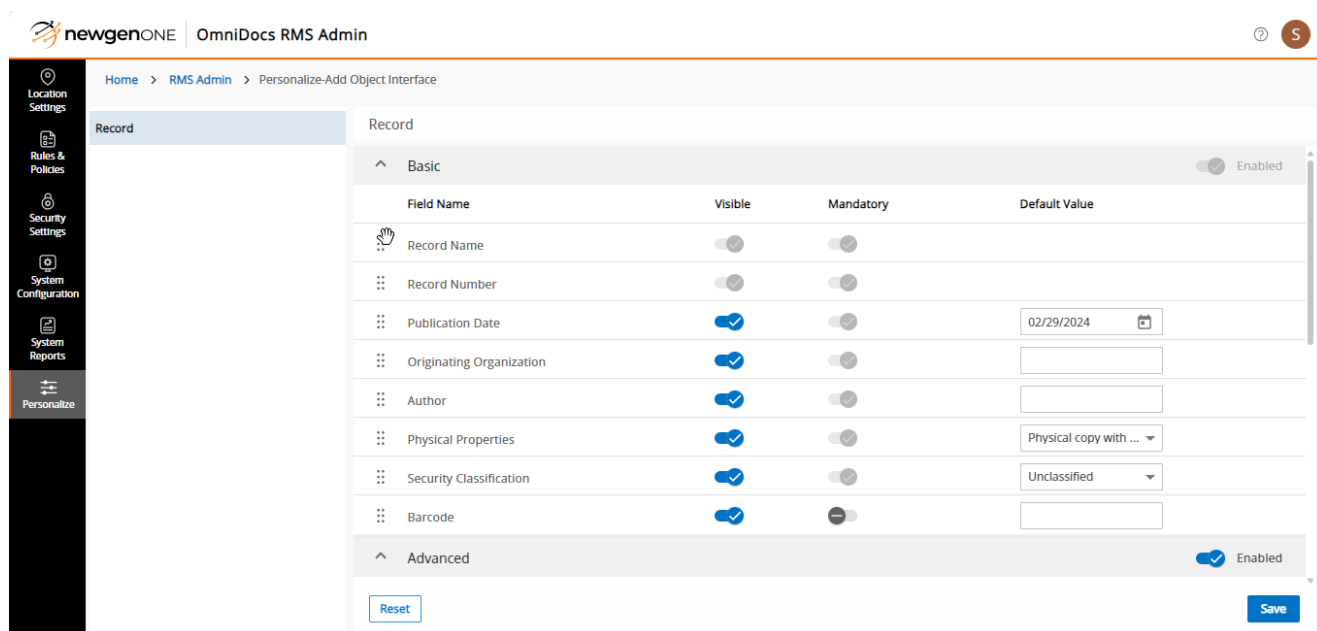 newgenONE OmniDocs RMS Admin
S
Location
Settings
Rules &
Policies
Security
Settings
System
Configuration
System
Reports
Personalize
Home > RMS Admin > Personalize-Add Object Interface
Record
Record
Basic Enabled
Field Name Visible Mandatory Default Value
Record Name
Record Number
Publication Date 02/29/2024
Originating Organization
Author
Physical Properties Physical copy with ...
Security Classification Unclassified
Barcode
Advanced Enabled
Reset Save